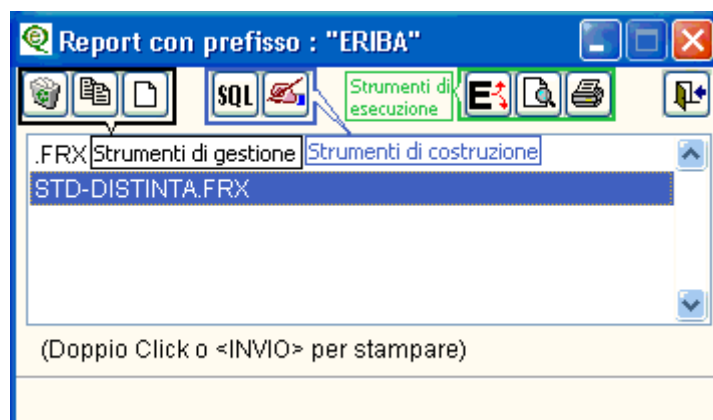 Report con prefisso : "ERIBA"
SQL
Strumenti di
esecuzione
E
.FRX
Strumenti di gestione
Strumenti di costruzione
STD-DISTINTA.FRX
(Doppio Click o <INVIO> per stampare)